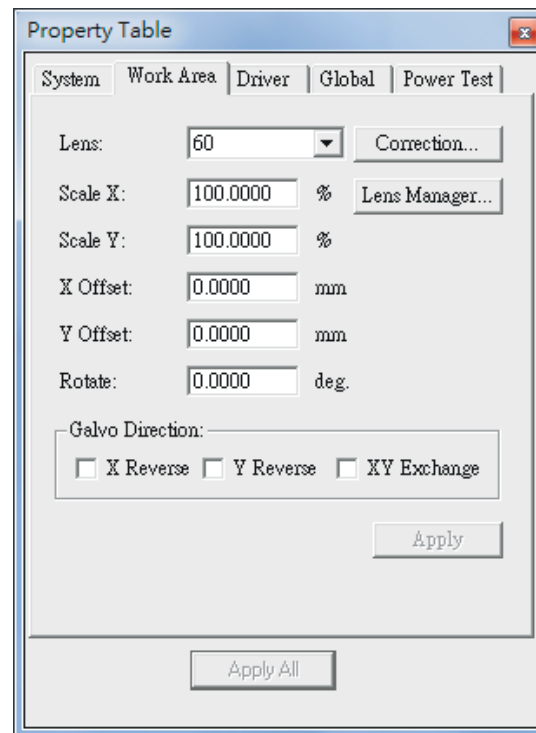 Property Table
System Work Area Driver Global Power Test
Lens: 60 Correction...
Scale X: 100.0000 % Lens Manager...
Scale Y: 100.0000 %
X Offset: 0.0000 mm
Y Offset: 0.0000 mm
Rotate: 0.0000 deg.
Galvo Direction:
X Reverse Y Reverse XY Exchange
Apply
Apply All